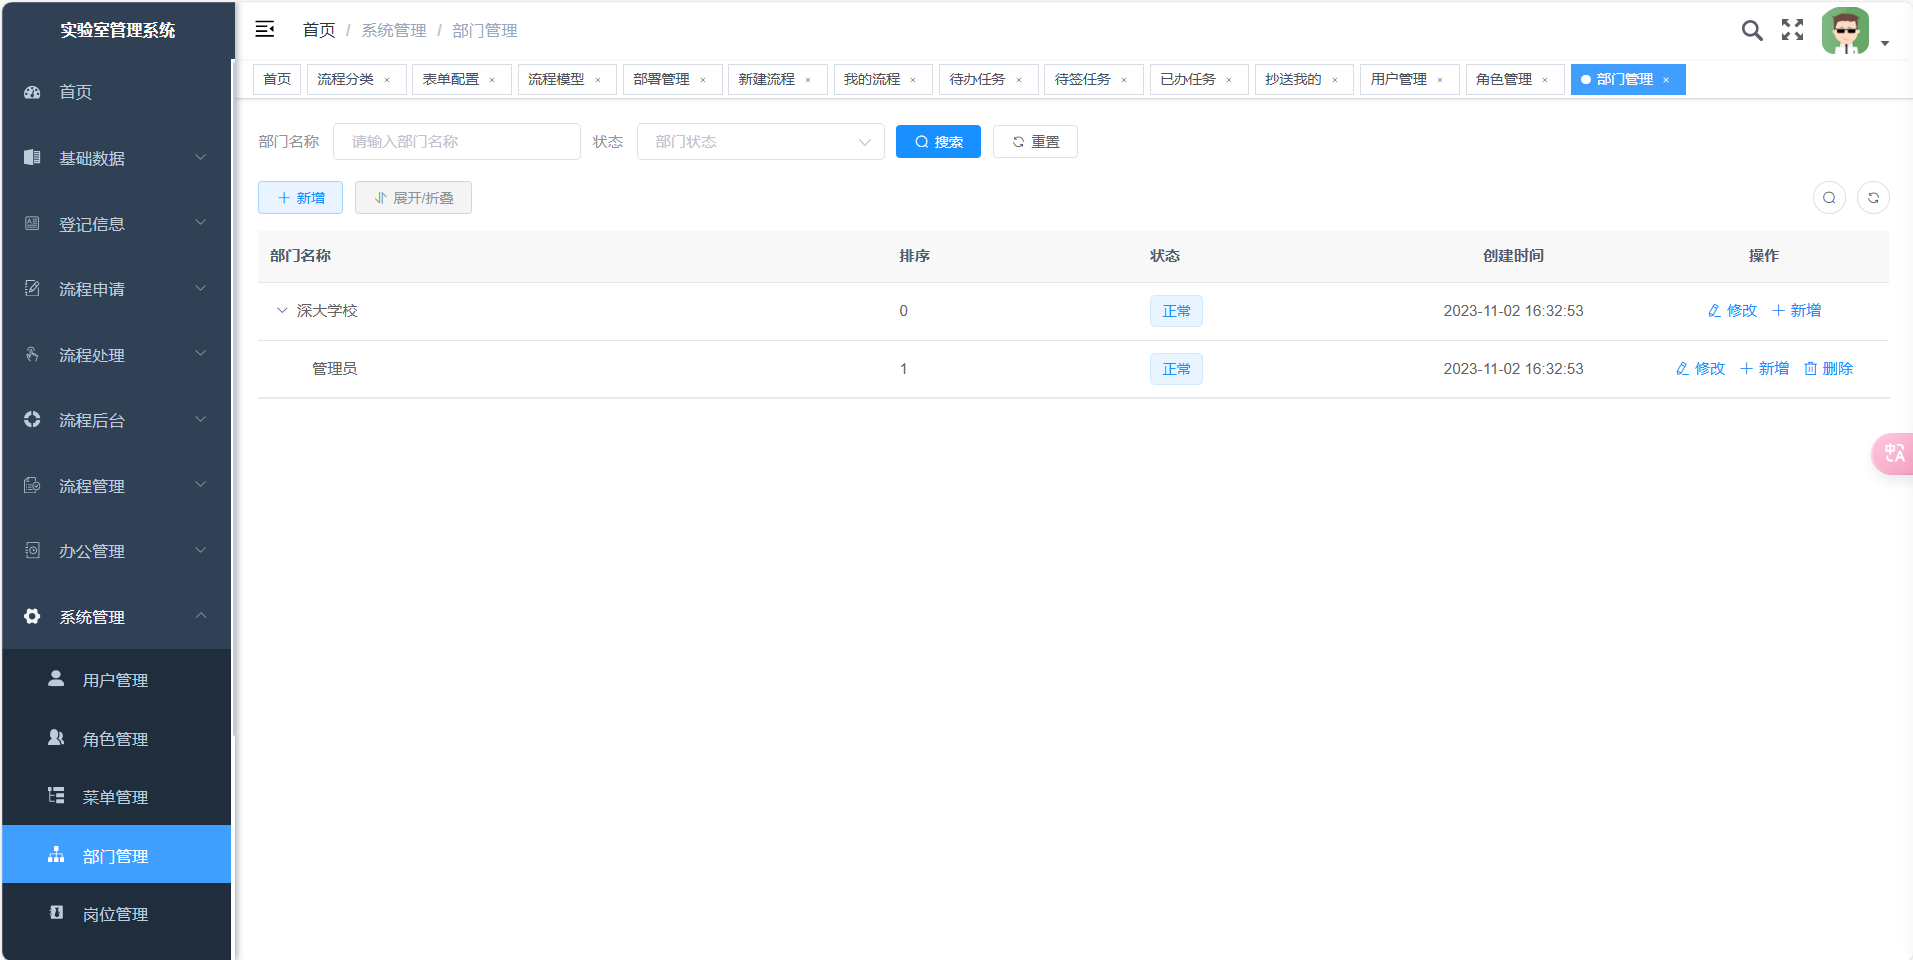 实验室管理系统
首页
基础数据
登记信息
流程申请
流程处理
流程后台
流程管理
办公管理
系统管理
用户管理
角色管理
菜单管理
部门管理
岗位管理
首页 / 系统管理 / 部门管理
首页 流程分类 × 表单配置 × 流程模型 × 部署管理 × 新建流程 × 我的流程 × 待办任务 × 待签任务 × 已办任务 × 抄送我的 × 用户管理 × 角色管理 × 部门管理 ×
部门名称 请输入部门名称 状态 部门状态 搜索 重置
新增 展开/折叠
部门名称 排序 状态 创建时间 操作
深大学校 0 正常 2023-11-02 16:32:53 修改 新增
管理员 1 正常 2023-11-02 16:32:53 修改 新增 删除
中A